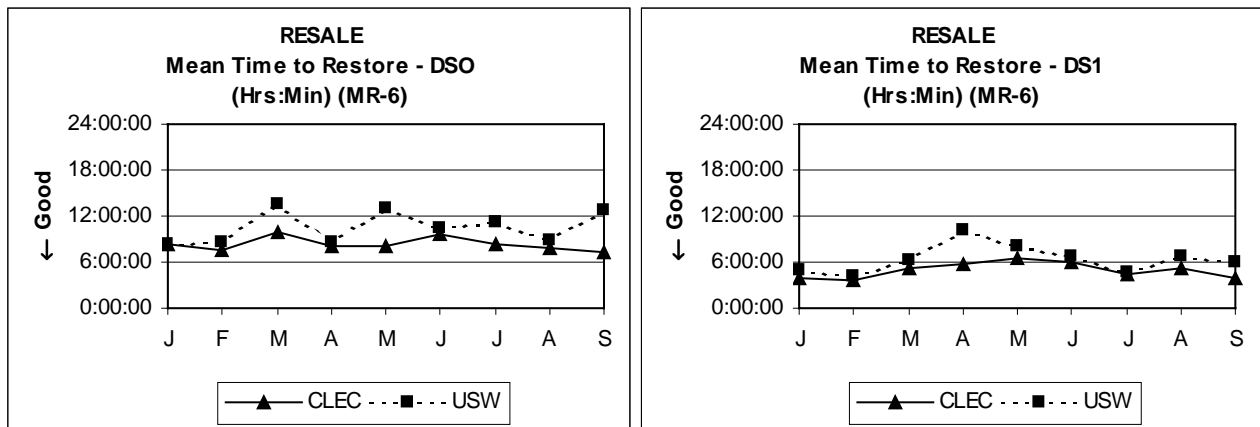 RESALE
Mean Time to Restore - DSO
(Hrs:Min) (MR-6)
24:00:00
18:00:00
12:00:00
6:00:00
0:00:00
← Good
J F M A M J J A S
CLEC USW
RESALE
Mean Time to Restore - DS1
(Hrs:Min) (MR-6)
24:00:00
18:00:00
12:00:00
6:00:00
0:00:00
← Good
J F M A M J J A S
CLEC USW